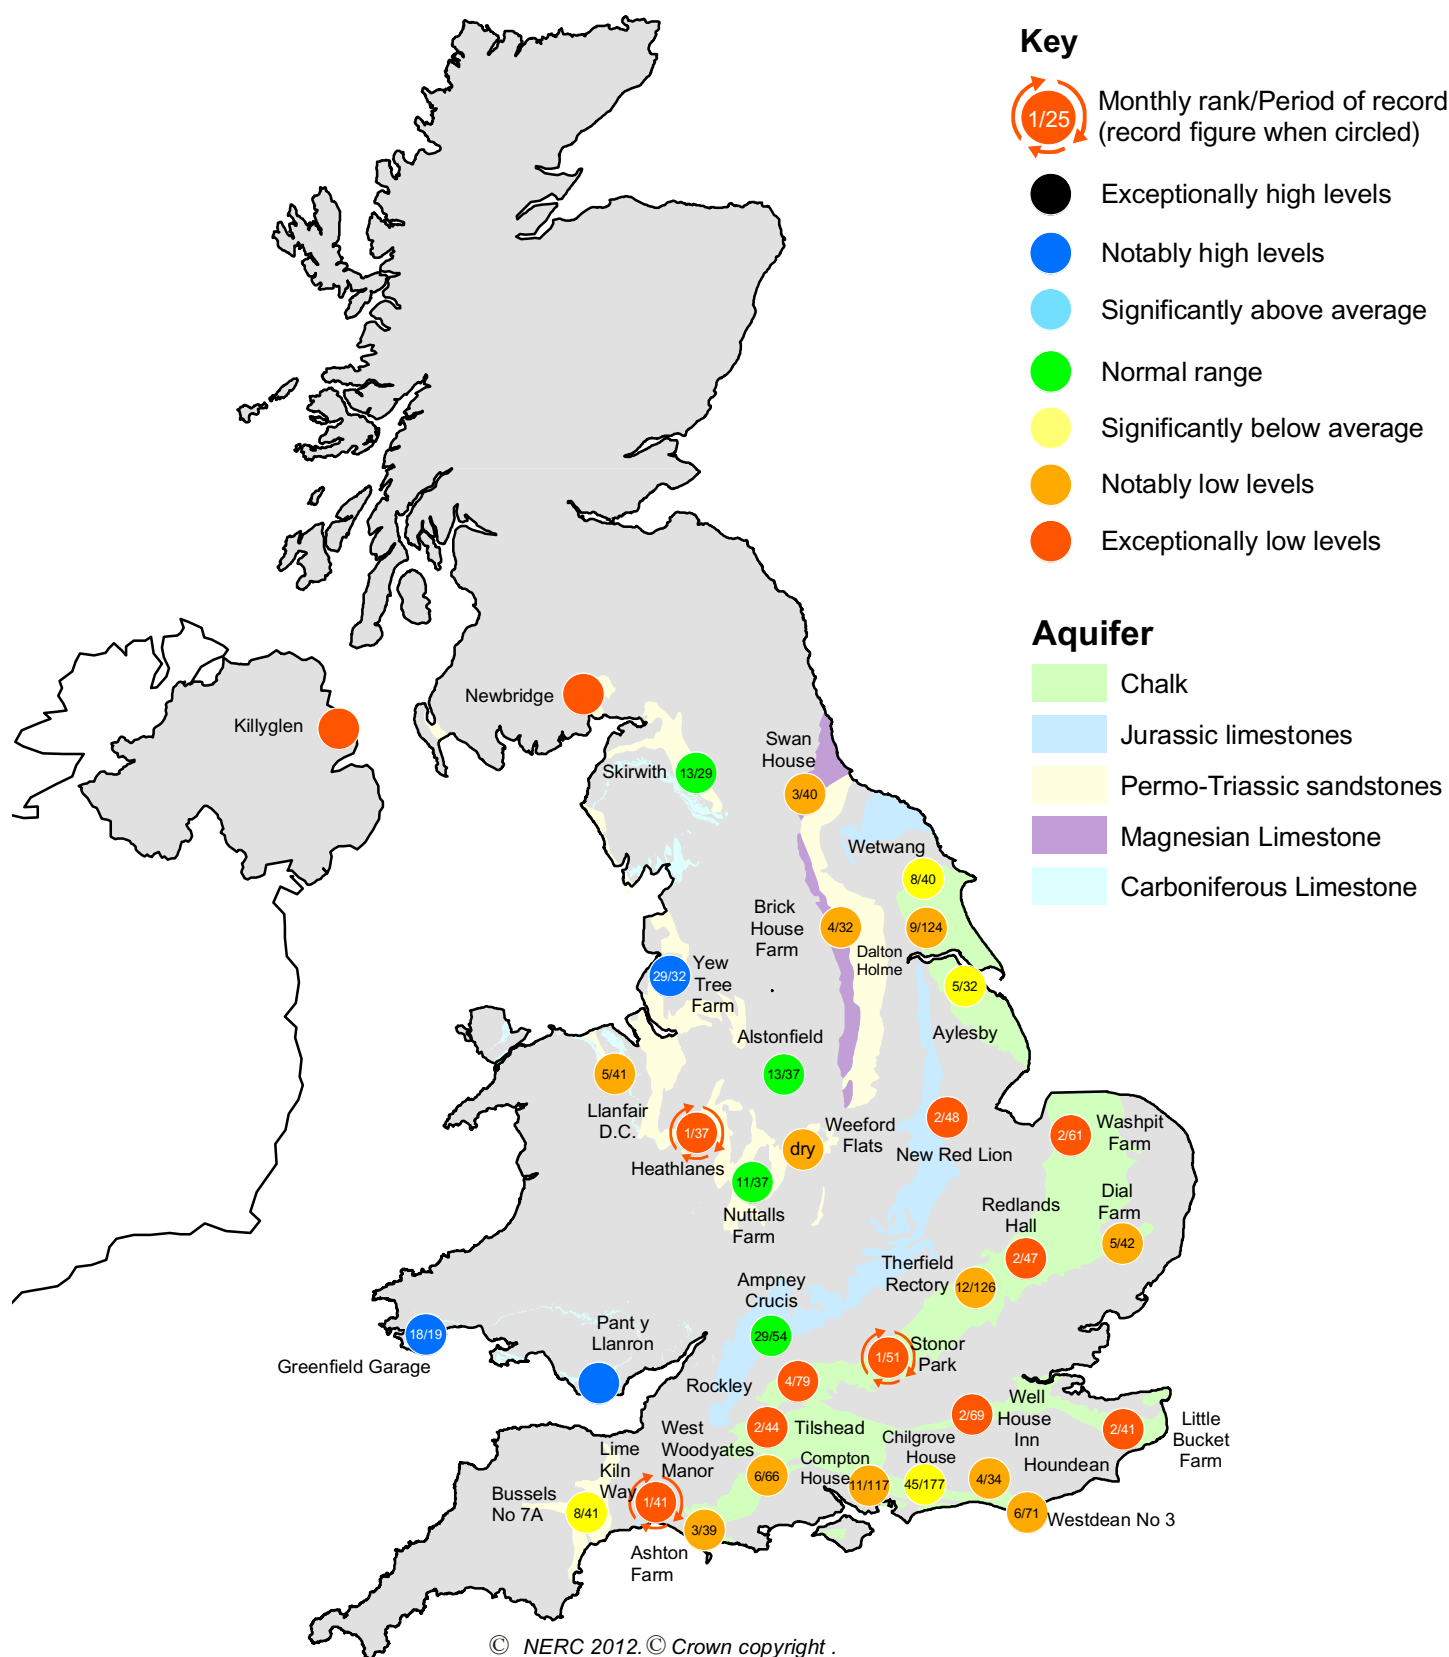 Key
1/25
Monthly rank/Period of record
(record figure when circled)
Exceptionally high levels
Notably high levels
Significantly above average
Normal range
Significantly below average
Notably low levels
Exceptionally low levels
Aquifer
Chalk
Jurassic limestones
Permo-Triassic sandstones
Magnesian Limestone
Carboniferous Limestone
Newbridge
Killyglen
Skirwith
13/29
Swan
House
3/40
Wetwang
8/40
Brick
House
Farm
4/32
9/124
Dalton
Holme
29/32
Yew
Tree
Farm
5/32
Aylesby
Alstonfield
13/37
5/41
Llanfair
D.C.
1/37
Heathlanes
Weeford
Flats
dry
2/48
New Red Lion
2/61
Washpit
Farm
11/37
Nuttalls
Farm
Redlands
Hall
2/47
Dial
Farm
5/42
Therfield
Rectory
12/126
Ampney
Crucis
29/54
Pant y
Llanron
18/19
Greenfield Garage
1/51
Stonor
Park
Rockley
4/79
2/44
Tilshead
Well
House
Inn
2/69
2/41
Little
Bucket
Farm
West
Woodyates
Manor
6/66
Lime
Kiln
Way
1/41
Compton
House
11/117
Chilgrove
House
45/177
Houndean
4/34
Bussels
No 7A
8/41
3/39
Ashton
Farm
6/71
Westdean No 3
© NERC 2012. © Crown copyright .